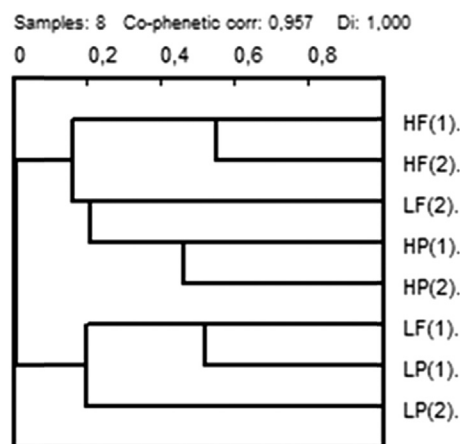 Samples: 8 Co-phenetic corr: 0,957 Di: 1,000
0 0,2 0,4 0,6 0,8
HF(1).
HF(2).
LF(2).
HP(1).
HP(2).
LF(1).
LP(1).
LP(2).